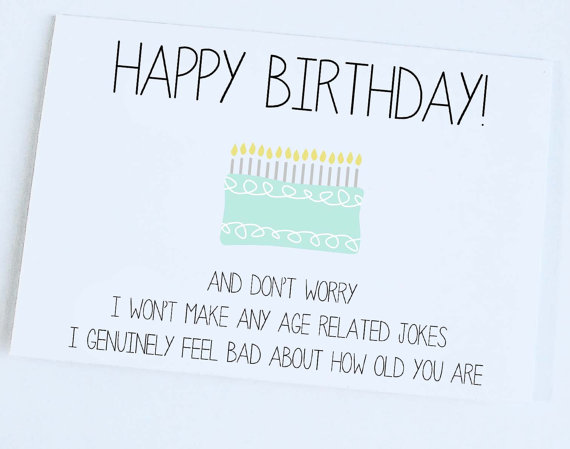 HAPPY BIRTHDAY!
AND DON'T WORRY
I WON'T MAKE ANY AGE RELATED JOKES
I GENUINELY FEEL BAD ABOUT HOW OLD YOU ARE